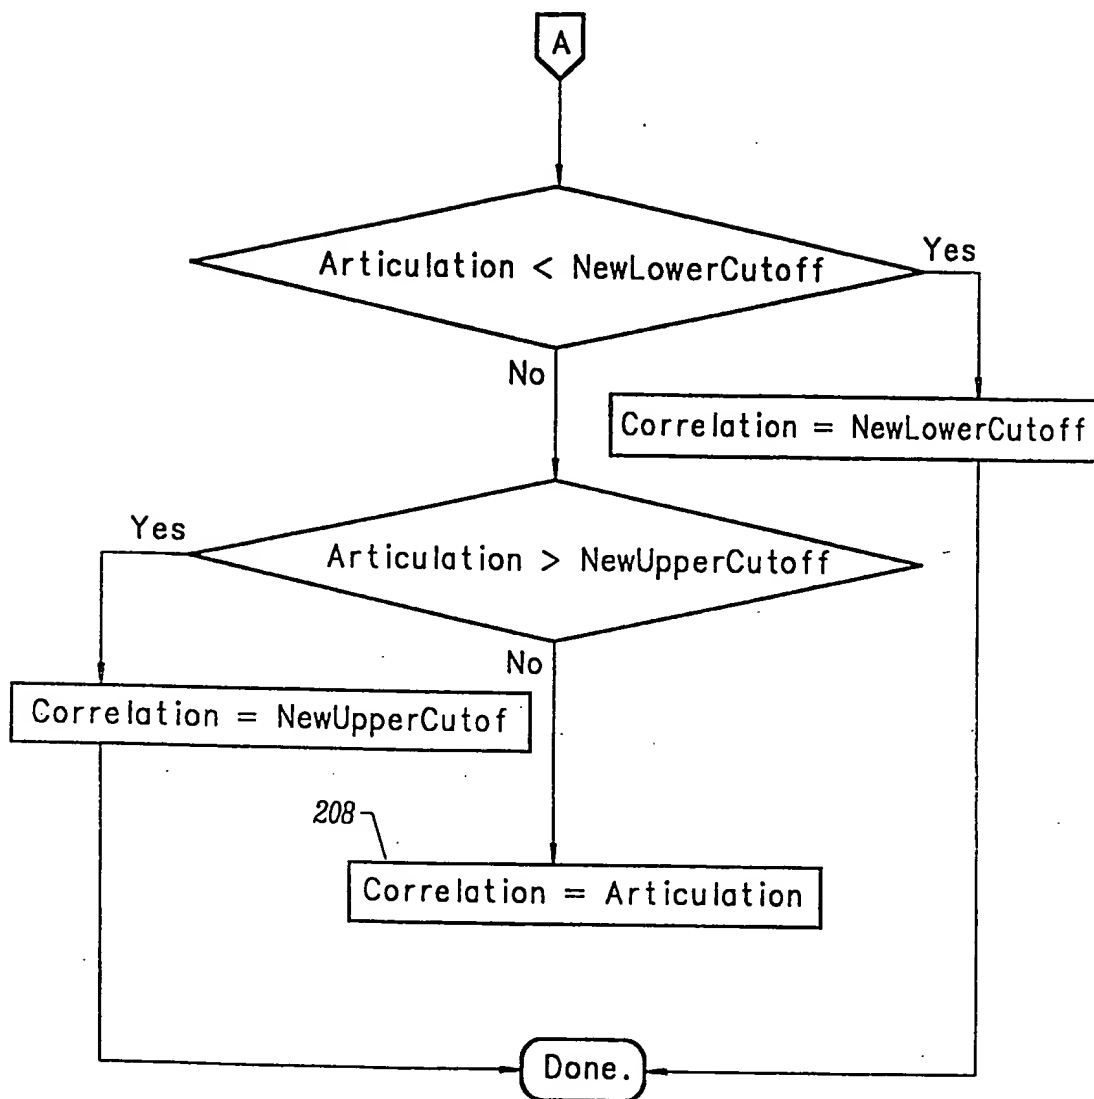 A
Articulation < NewLowerCutoff
Yes
No
Correlation = NewLowerCutoff
Yes
Articulation > NewUpperCutoff
No
Correlation = NewUpperCutof
208
Correlation = Articulation
Done.